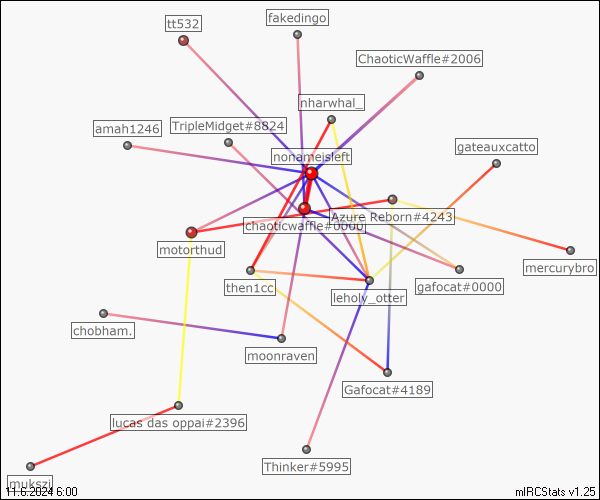 tt532
fakedingo
ChaoticWaffle#2006
nharwhal_
amah1246
TripleMidget#8824
gateauxcatto
nonameisleft
chaoticwaffle#0000
Azure Reborn#4243
motorthud
mercurybro
then1cc
leholy_otter
gafocat#0000
chobham.
moonraven
Gafocat#4189
lucas das oppai#2396
Thinker#5995
mukszi
11.6.2024 6:00
mIRCStats v1.25